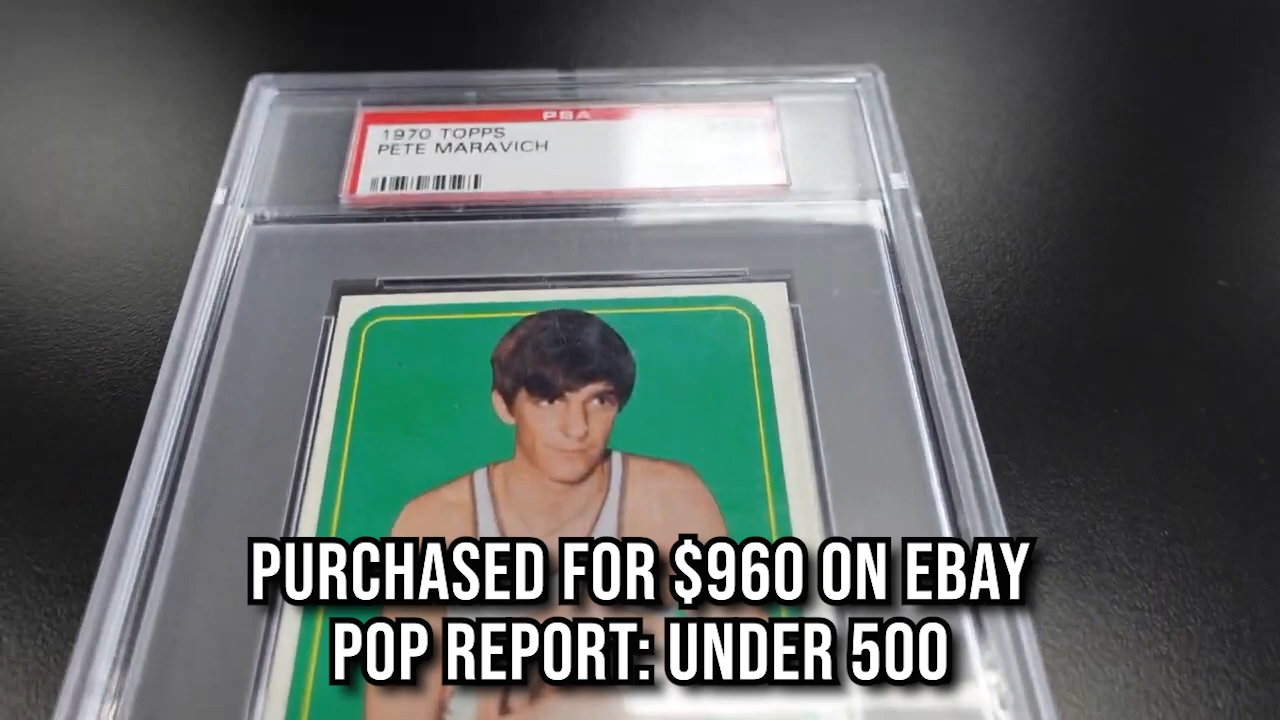 PSA
1970 TOPPS
PETE MARAVICH
PURCHASED FOR $960 ON EBAY
POP REPORT: UNDER 500